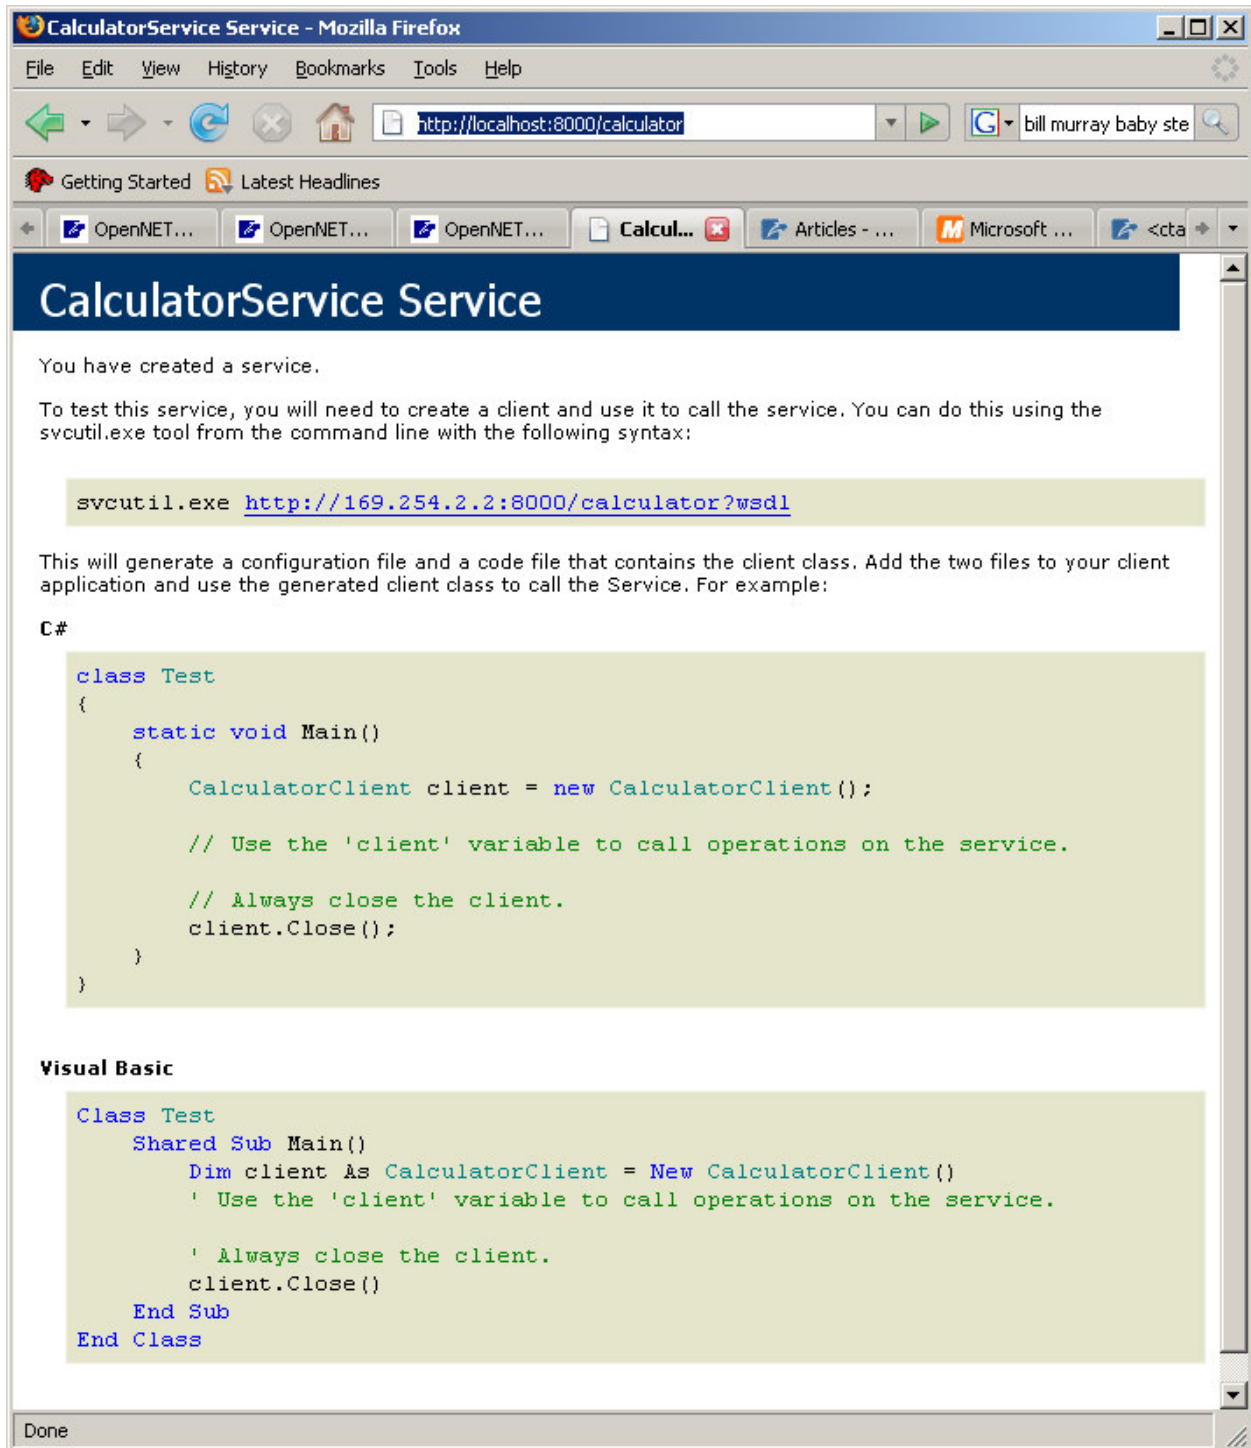 CalculatorService Service - Mozilla Firefox
File Edit View History Bookmarks Tools Help
http://localhost:8000/calculator
bill murray baby ste
Getting Started Latest Headlines
OpenNET... OpenNET... OpenNET... Calcul... Articles - ... Microsoft ... <cta
CalculatorService Service
You have created a service.
To test this service, you will need to create a client and use it to call the service. You can do this using the
svcutil.exe tool from the command line with the following syntax:
svcutil.exe http://169.254.2.2:8000/calculator?wsdl
This will generate a configuration file and a code file that contains the client class. Add the two files to your client
application and use the generated client class to call the Service. For example:
C#
class Test
{
static void Main()
{
CalculatorClient client = new CalculatorClient();
// Use the 'client' variable to call operations on the service.
// Always close the client.
client.Close();
}
}
Visual Basic
Class Test
Shared Sub Main()
Dim client As CalculatorClient = New CalculatorClient()
' Use the 'client' variable to call operations on the service.
' Always close the client.
client.Close()
End Sub
End Class
Done